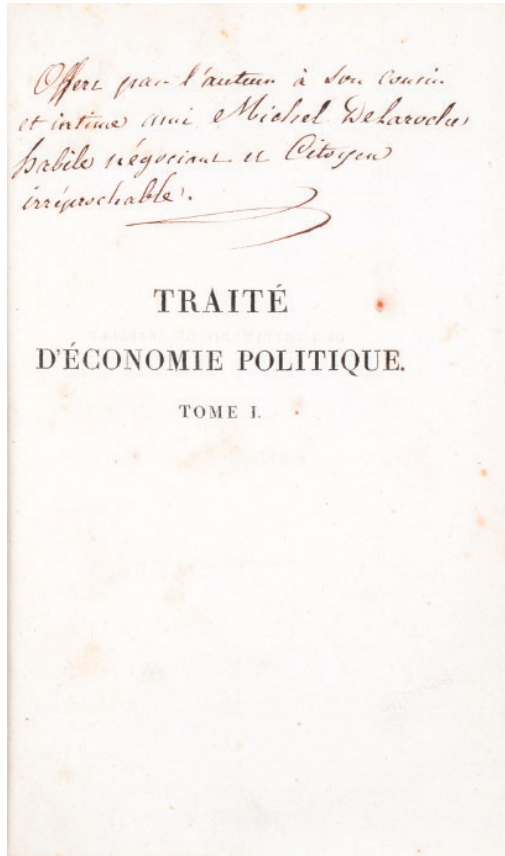 Offert par l'auteur à son cousin
et intime ami Michel Delaroche
habile négociant et Citoyen
irréprochable.
TRAITÉ
D'ÉCONOMIE POLITIQUE.
TOME I.